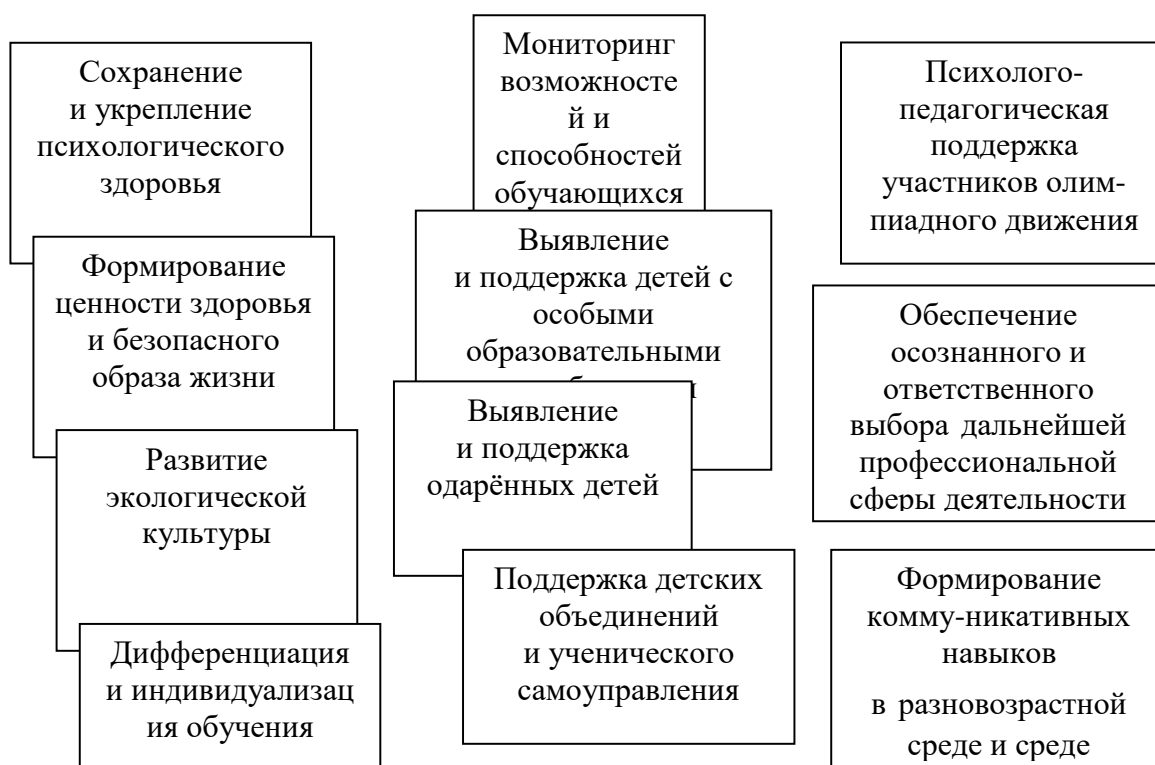 Сохранение
и укрепление
психологического
здоровья
Формирование
ценности здоровья
и безопасного
образа жизни
Развитие
экологической
культуры
Дифференциация
и индивидуализац
ия обучения
Мониторинг
возможносте
й и
способностей
обучающихся
Выявление
и поддержка детей с
особыми
образовательными
Выявление
и поддержка
одарённых детей
Поддержка детских
объединений
и ученического
самоуправления
Психолого-
педагогическая
поддержка
участников олим-
пиадного движения
Обеспечение
осознанного и
ответственного
выбора дальнейшей
профессиональной
сферы деятельности
Формирование
комму-никативных
навыков
в разновозрастной
среде и среде